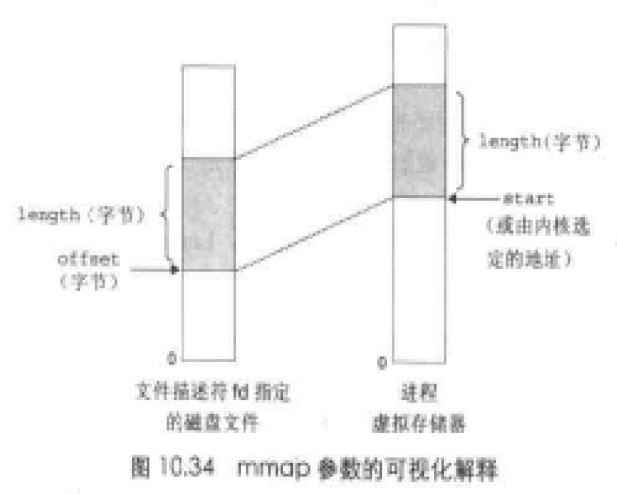 length(字节)
length(字节)
start
(或由内核选
定的地址)
offset
(字节)
0
0
文件描述符 fd 指定
的磁盘文件
进程
虚拟存储器
图 10.34 mmap 参数的可视化解释